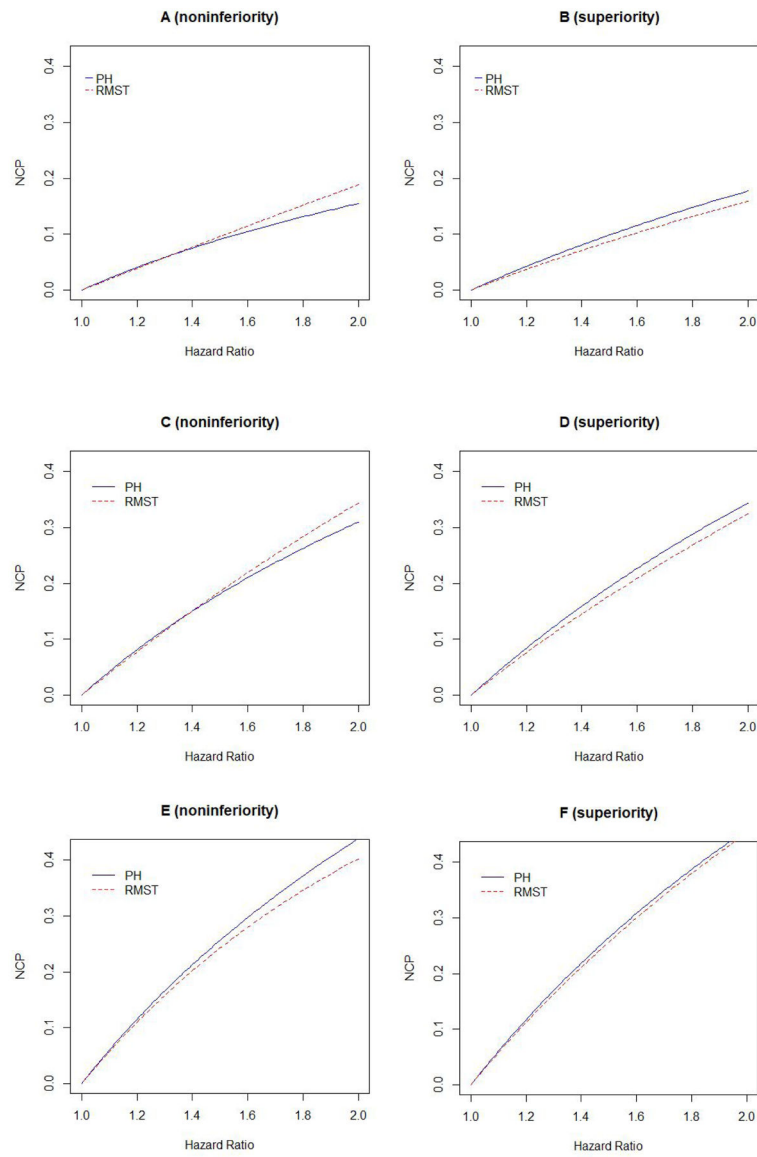 A (noninferiority)
NCP
0.4
0.3
0.2
0.1
0.0
PH
RMST
1.0 1.2 1.4 1.6 1.8 2.0
Hazard Ratio
B (superiority)
NCP
0.4
0.3
0.2
0.1
0.0
PH
RMST
1.0 1.2 1.4 1.6 1.8 2.0
Hazard Ratio
C (noninferiority)
NCP
0.4
0.3
0.2
0.1
0.0
PH
RMST
1.0 1.2 1.4 1.6 1.8 2.0
Hazard Ratio
D (superiority)
NCP
0.4
0.3
0.2
0.1
0.0
PH
RMST
1.0 1.2 1.4 1.6 1.8 2.0
Hazard Ratio
E (noninferiority)
NCP
0.4
0.3
0.2
0.1
0.0
PH
RMST
1.0 1.2 1.4 1.6 1.8 2.0
Hazard Ratio
F (superiority)
NCP
0.4
0.3
0.2
0.1
0.0
PH
RMST
1.0 1.2 1.4 1.6 1.8 2.0
Hazard Ratio